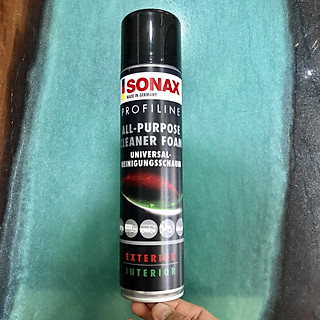 SONAX
MADE IN GERMANY
PROFILINE
ALL-PURPOSE
CLEANER FOAM
UNIVERSAL-
REINIGUNGSSCHAUM
EXTERIOR
INTERIOR